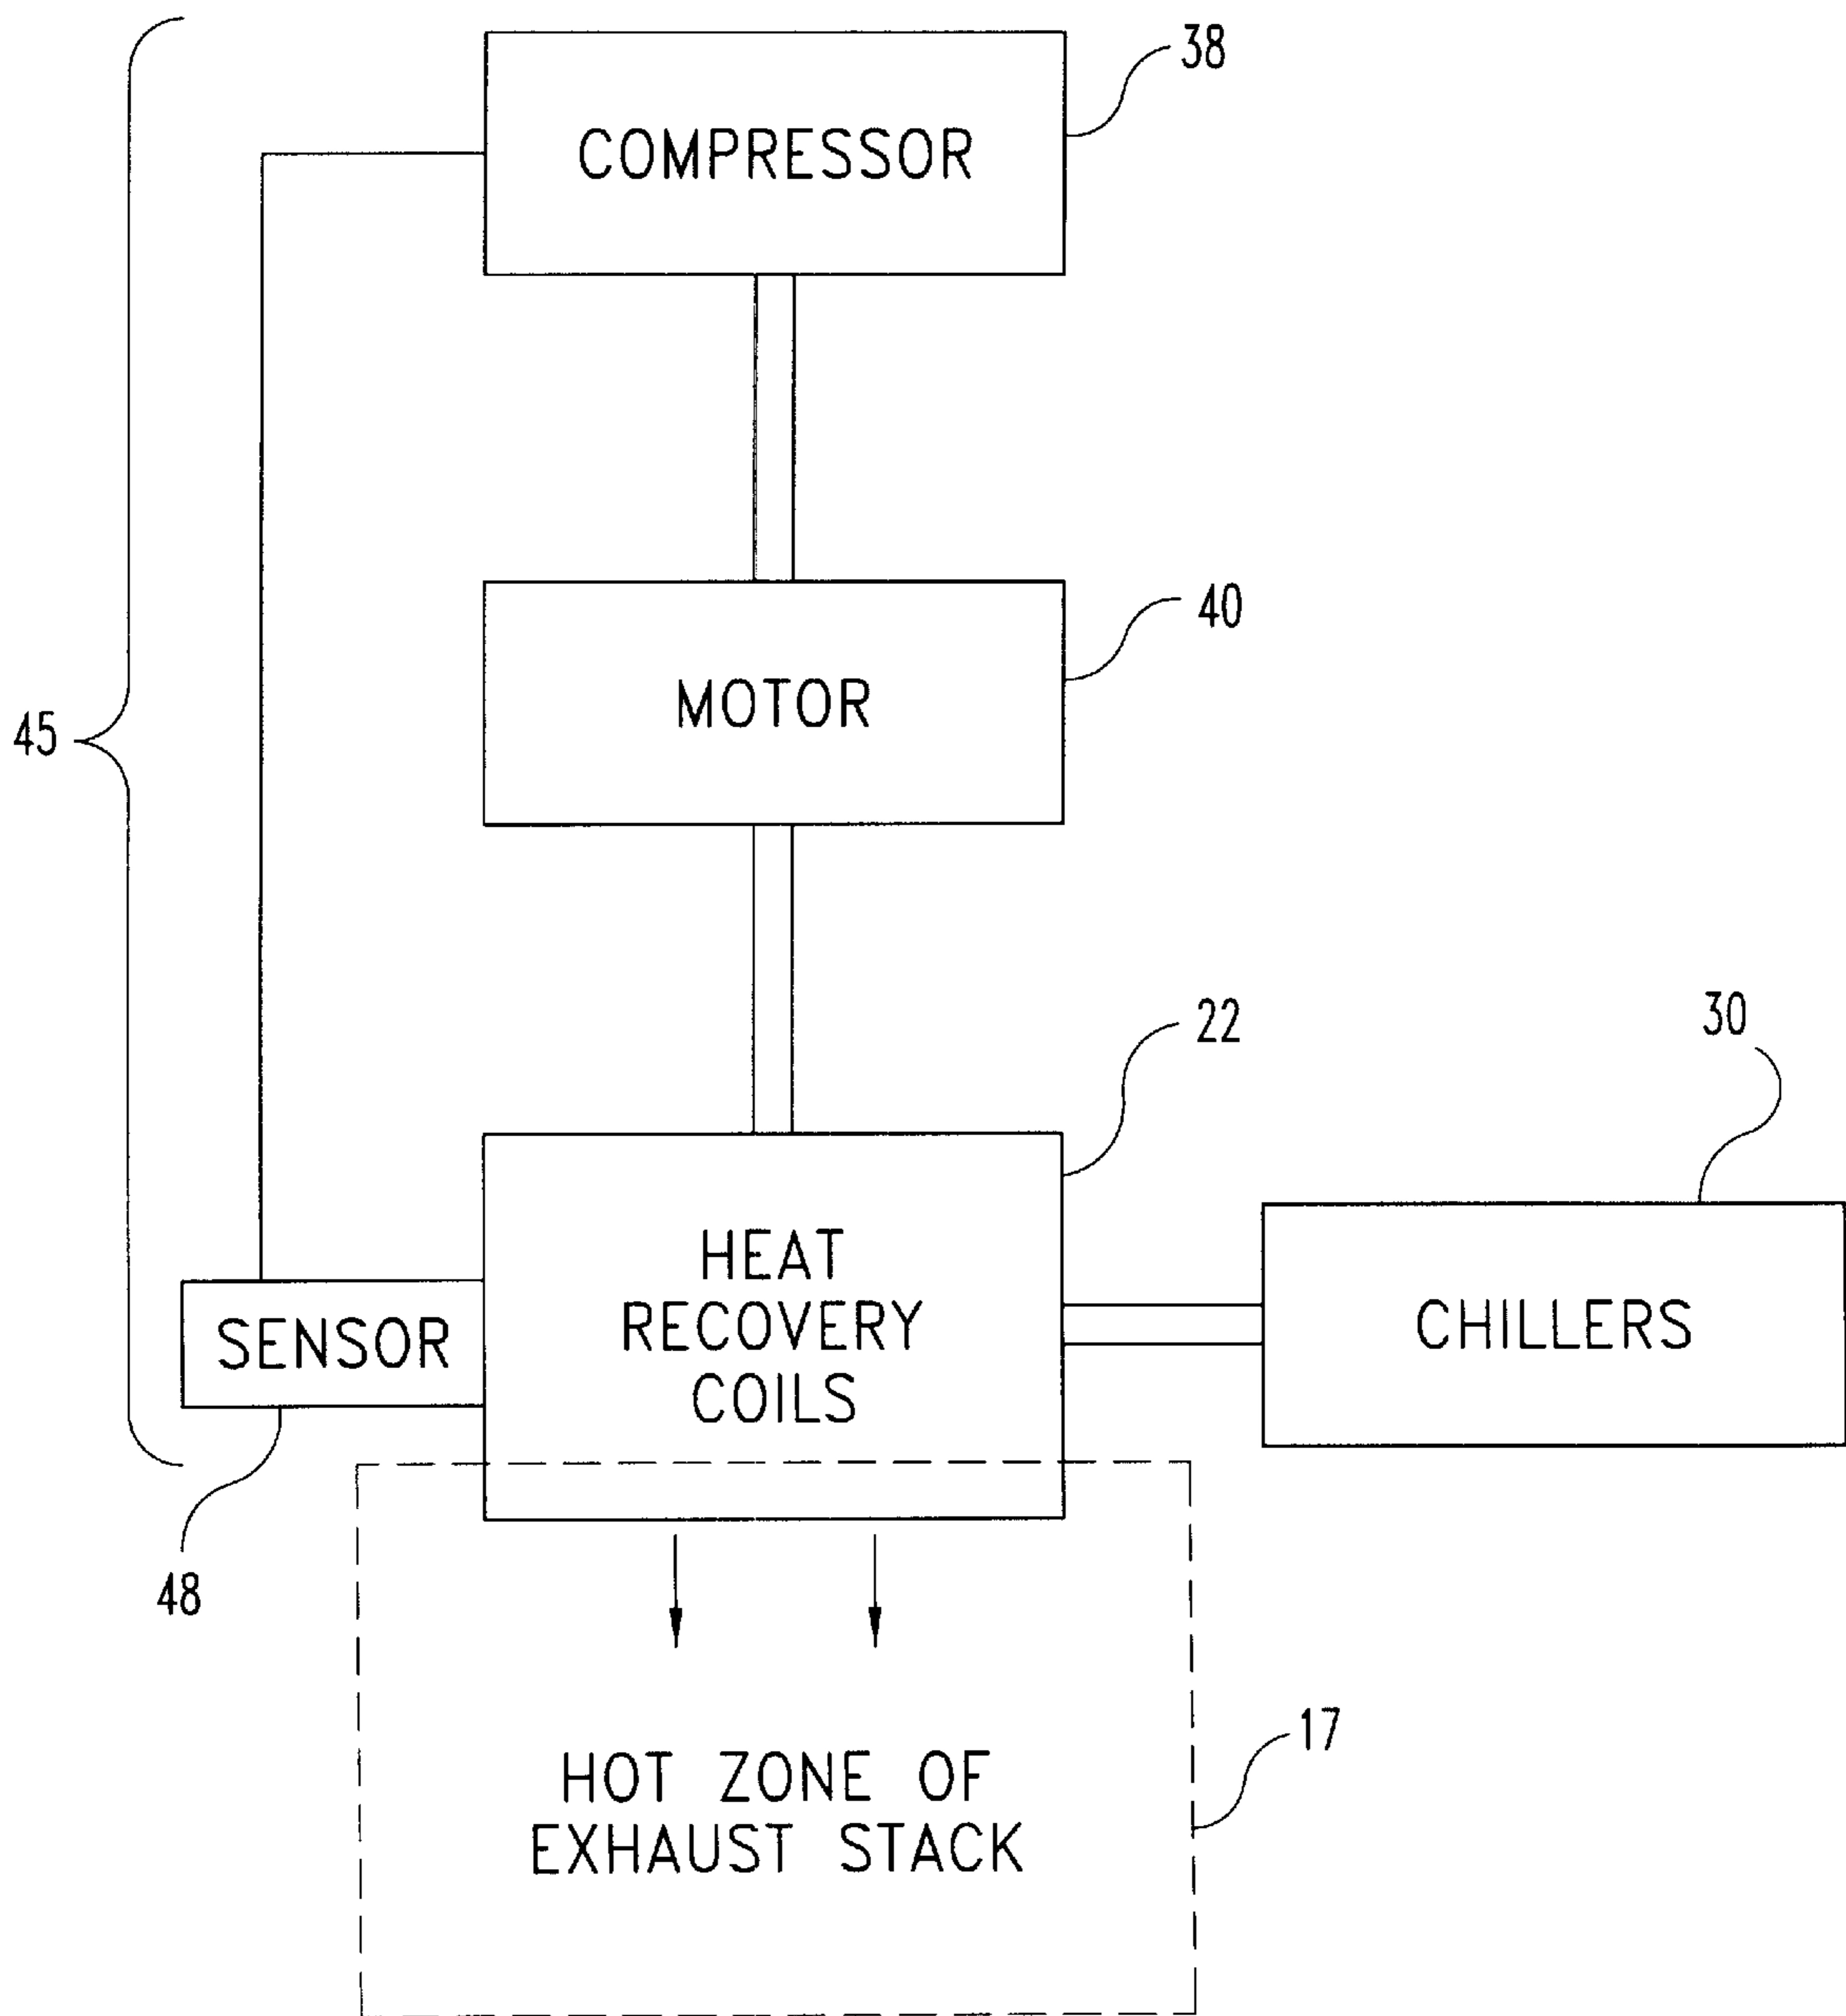 38
COMPRESSOR
40
MOTOR
45
22
30
HEAT
RECOVERY
COILS
SENSOR
CHILLERS
48
17
HOT ZONE OF
EXHAUST STACK